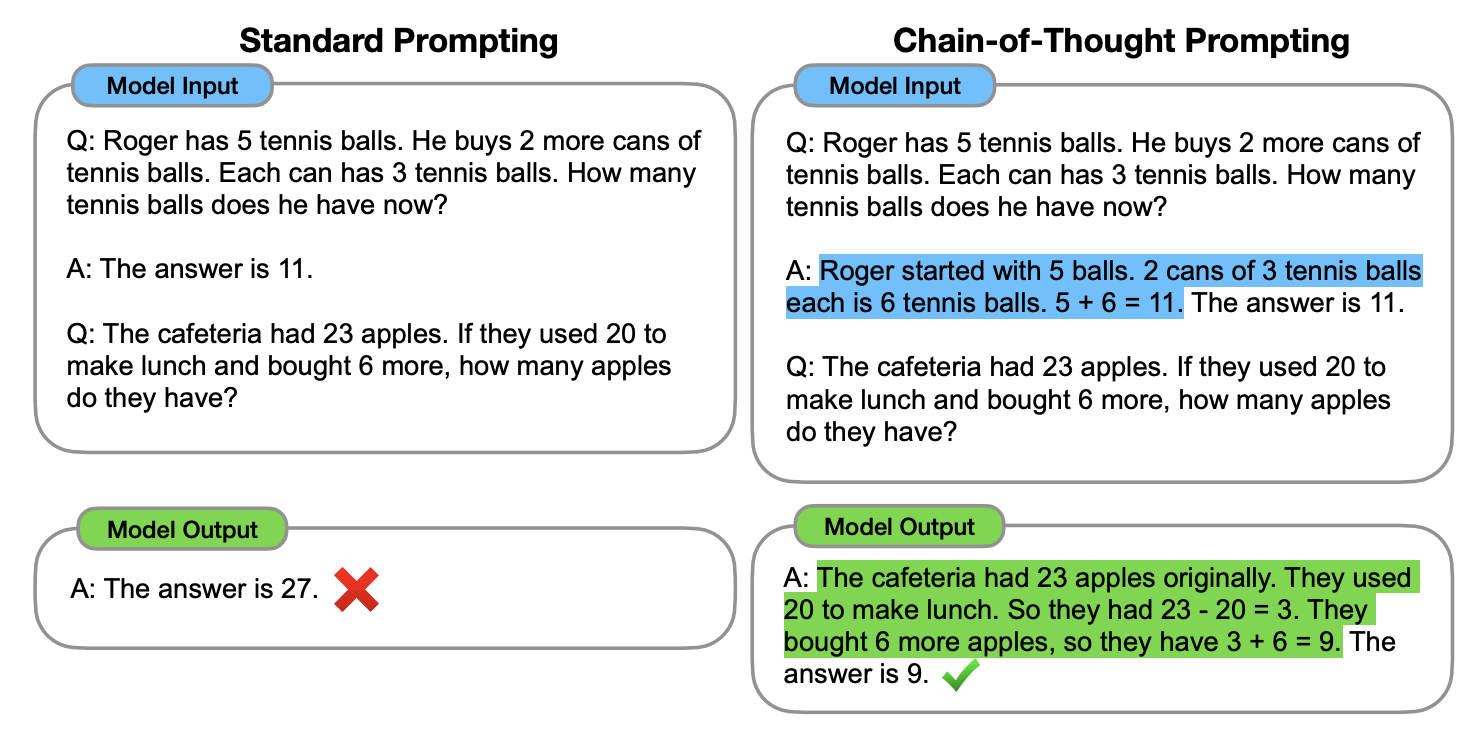 Standard Prompting
Model Input
Q: Roger has 5 tennis balls. He buys 2 more cans of
tennis balls. Each can has 3 tennis balls. How many
tennis balls does he have now?
A: The answer is 11.
Q: The cafeteria had 23 apples. If they used 20 to
make lunch and bought 6 more, how many apples
do they have?
Model Output
A: The answer is 27.
Chain-of-Thought Prompting
Model Input
Q: Roger has 5 tennis balls. He buys 2 more cans of
tennis balls. Each can has 3 tennis balls. How many
tennis balls does he have now?
A: Roger started with 5 balls. 2 cans of 3 tennis balls
each is 6 tennis balls. 5 + 6 = 11. The answer is 11.
Q: The cafeteria had 23 apples. If they used 20 to
make lunch and bought 6 more, how many apples
do they have?
Model Output
A: The cafeteria had 23 apples originally. They used
20 to make lunch. So they had 23 - 20 = 3. They
bought 6 more apples, so they have 3 + 6 = 9. The
answer is 9.